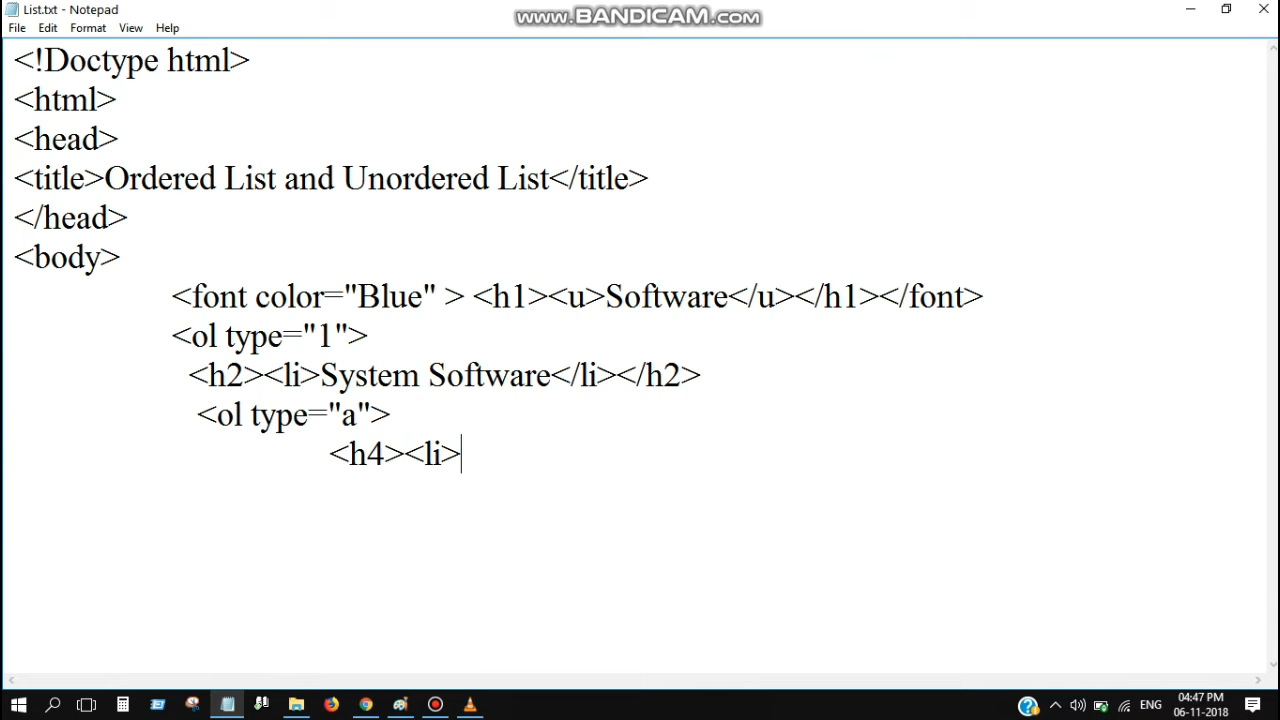 List.txt - Notepad
www.BANDICAM.com
File Edit Format View Help
<!Doctype html>
<html>
<head>
<title>Ordered List and Unordered List</title>
</head>
<body>
<font color="Blue" > <h1><u>Software</u></h1></font>
<ol type="1">
<h2><li>System Software</li></h2>
<ol type="a">
<h4><li>
04:47 PM
ENG
06-11-2018